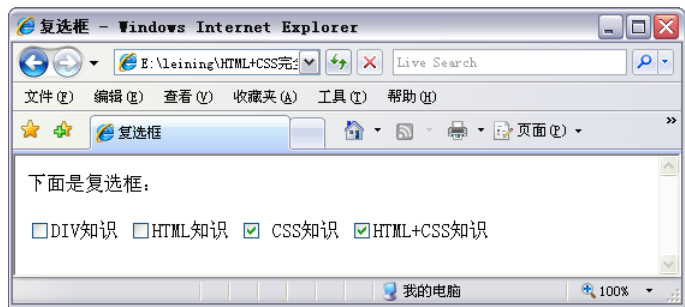 复选框 - Windows Internet Explorer
E:\leining\HTML+CSS完 Live Search
文件(F) 编辑(E) 查看(V) 收藏夹(A) 工具(T) 帮助(H)
复选框 页面(P) »
下面是复选框：
DIV知识 HTML知识 CSS知识 HTML+CSS知识
我的电脑 100%